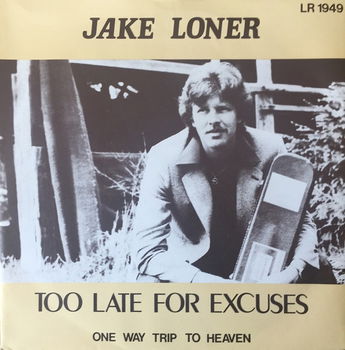 LR 1949
JAKE LONER
TOO LATE FOR EXCUSES
ONE WAY TRIP TO HEAVEN